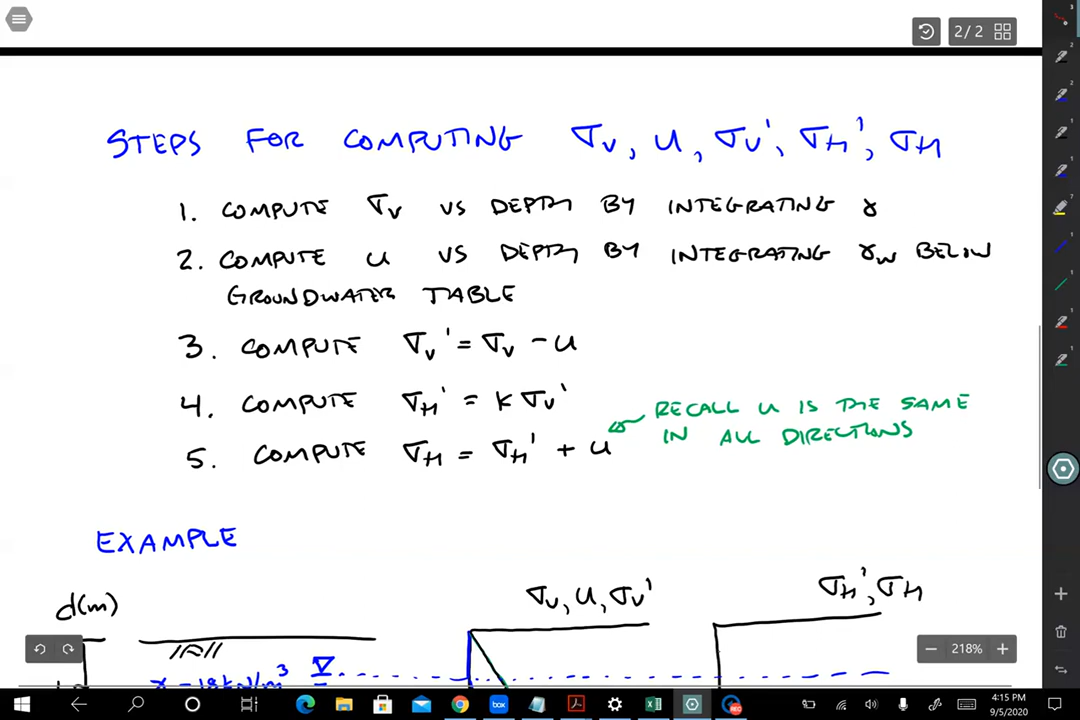 2/2
STEPS FOR COMPUTING σv, u, σv', σH', σH
1. COMPUTE σv VS DEPTH BY INTEGRATING γ
2. COMPUTE u VS DEPTH BY INTEGRATING γw BELOW
GROUNDWATER TABLE
3. COMPUTE σv' = σv - u
4. COMPUTE σH' = K σv'
RECALL u IS THE SAME
IN ALL DIRECTIONS
5. COMPUTE σH = σH' + u
EXAMPLE
d(m)
σv, u, σv'
σH', σH
218%
4:15 PM
9/5/2020